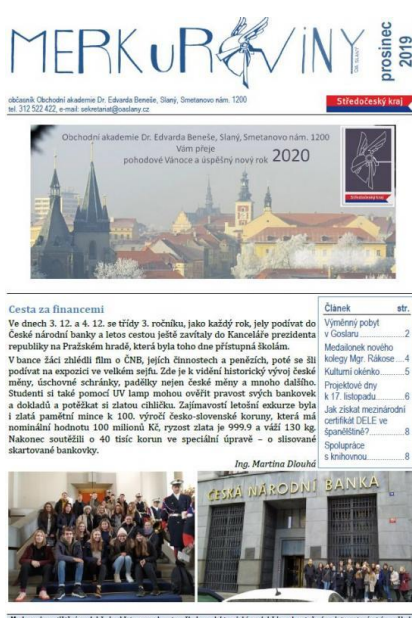 MERKUROVINY
OA SLANÝ
prosinec
2019
občasník Obchodní akademie Dr. Edvarda Beneše, Slaný, Smetanovo nám. 1200
tel. 312 522 422, e-mail: sekretariat@oaslany.cz
Středočeský kraj
Obchodní akademie Dr. Edvarda Beneše, Slaný, Smetanovo nám. 1200
Vám přeje
pohodové Vánoce a úspěšný nový rok 2020
Středočeský kraj
Cesta za financemi
Ve dnech 3. 12. a 4. 12. se třídy 3. ročníku, jako každý rok, jely podívat do
České národní banky a letos cestou ještě zavítaly do Kanceláře prezidenta
republiky na Pražském hradě, která byla toho dne přístupná školám.
V bance žáci zhlédli film o ČNB, jejích činnostech a penězích, poté se šli
podívat na expozici ve velkém sejfu. Zde je k vidění historický vývoj české
měny, úschovné schránky, padělky nejen české měny a mnoho dalšího.
Studenti si také pomocí UV lamp mohou ověřit pravost svých bankovek
a dokladů a potěžkat si zlatou cihličku. Zajímavostí letošní exkurze byla
i zlatá pamětní mince k 100. výročí česko-slovenské koruny, která má
nominální hodnotu 100 milionů Kč, ryzost zlata je 999.9 a váží 130 kg.
Nakonec soutěžili o 40 tisíc korun ve speciální úpravě – o slisované
skartované bankovky.
Ing. Martina Dlouhá
Článek str.
Výměnný pobyt
v Goslaru 2
Medailonek nového
kolegy Mgr. Rákose 4
Kulturní okénko 5
Projektové dny
k 17. listopadu 6
Jak získat mezinárodní
certifikát DELE ve
španělštině? 8
Spolupráce
s knihovnou 8
ČESKÁ NÁRODNÍ BANKA